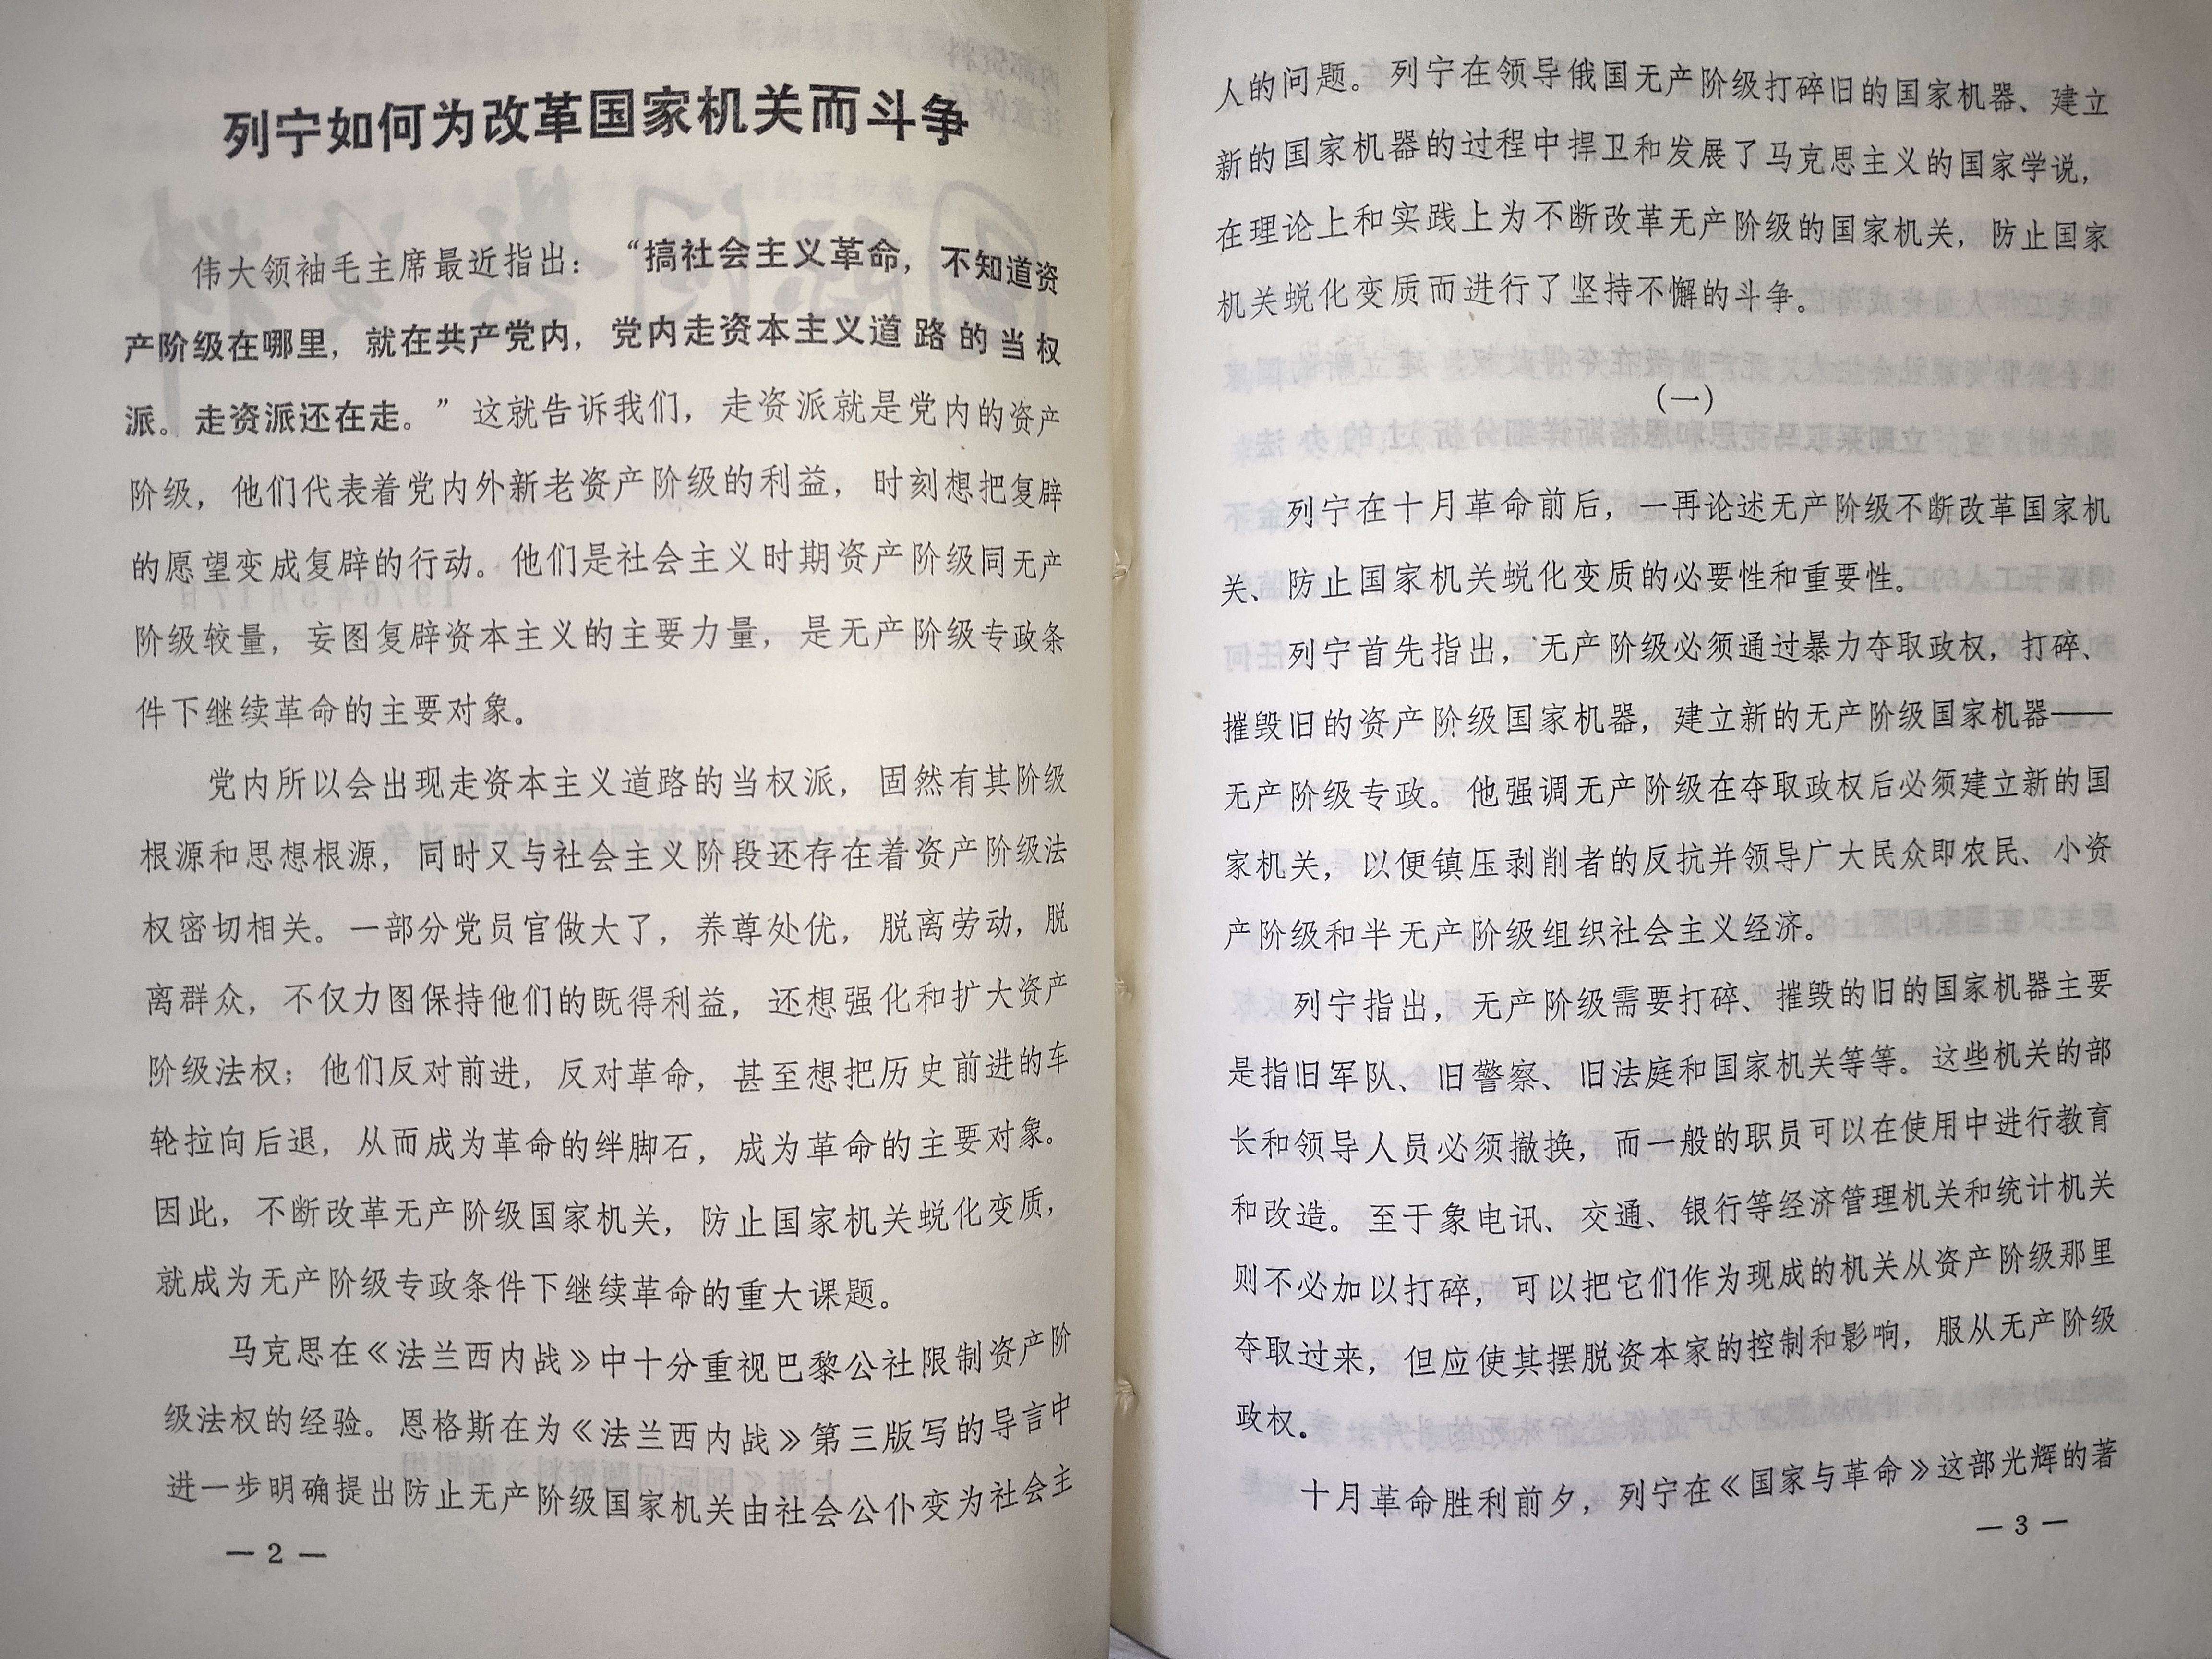 列宁如何为改革国家机关而斗争
伟大领袖毛主席最近指出：“搞社会主义革命，不知道资
产阶级在哪里，就在共产党内，党内走资本主义道路的当权
派。走资派还在走。”这就告诉我们，走资派就是党内的资产
阶级，他们代表着党内外新老资产阶级的利益，时刻想把复辟
的愿望变成复辟的行动。他们是社会主义时期资产阶级同无产
阶级较量，妄图复辟资本主义的主要力量，是无产阶级专政条
件下继续革命的主要对象。
党内所以会出现走资本主义道路的当权派，固然有其阶级
根源和思想根源，同时又与社会主义阶段还存在着资产阶级法
权密切相关。一部分党员官做大了，养尊处优，脱离劳动，脱
离群众，不仅力图保持他们的既得利益，还想强化和扩大资产
阶级法权；他们反对前进，反对革命，甚至想把历史前进的车
轮拉向后退，从而成为革命的绊脚石，成为革命的主要对象。
因此，不断改革无产阶级国家机关，防止国家机关蜕化变质，
就成为无产阶级专政条件下继续革命的重大课题。
马克思在《法兰西内战》中十分重视巴黎公社限制资产阶
级法权的经验。恩格斯在为《法兰西内战》第三版写的导言中
进一步明确提出防止无产阶级国家机关由社会公仆变为社会主
— 2 —
人的问题。列宁在领导俄国无产阶级打碎旧的国家机器、建立
新的国家机器的过程中捍卫和发展了马克思主义的国家学说，
在理论上和实践上为不断改革无产阶级的国家机关，防止国家
机关蜕化变质而进行了坚持不懈的斗争。
（一）
列宁在十月革命前后，一再论述无产阶级不断改革国家机
关、防止国家机关蜕化变质的必要性和重要性。
列宁首先指出，无产阶级必须通过暴力夺取政权，打碎、
摧毁旧的资产阶级国家机器，建立新的无产阶级国家机器——
无产阶级专政。他强调无产阶级在夺取政权后必须建立新的国
家机关，以便镇压剥削者的反抗并领导广大民众即农民、小资
产阶级和半无产阶级组织社会主义经济。
列宁指出，无产阶级需要打碎、摧毁的旧的国家机器主要
是指旧军队、旧警察、旧法庭和国家机关等等。这些机关的部
长和领导人员必须撤换，而一般的职员可以在使用中进行教育
和改造。至于象电讯、交通、银行等经济管理机关和统计机关
则不必加以打碎，可以把它们作为现成的机关从资产阶级那里
夺取过来，但应使其摆脱资本家的控制和影响，服从无产阶级
政权。
十月革命胜利前夕，列宁在《国家与革命》这部光辉的著
— 3 —